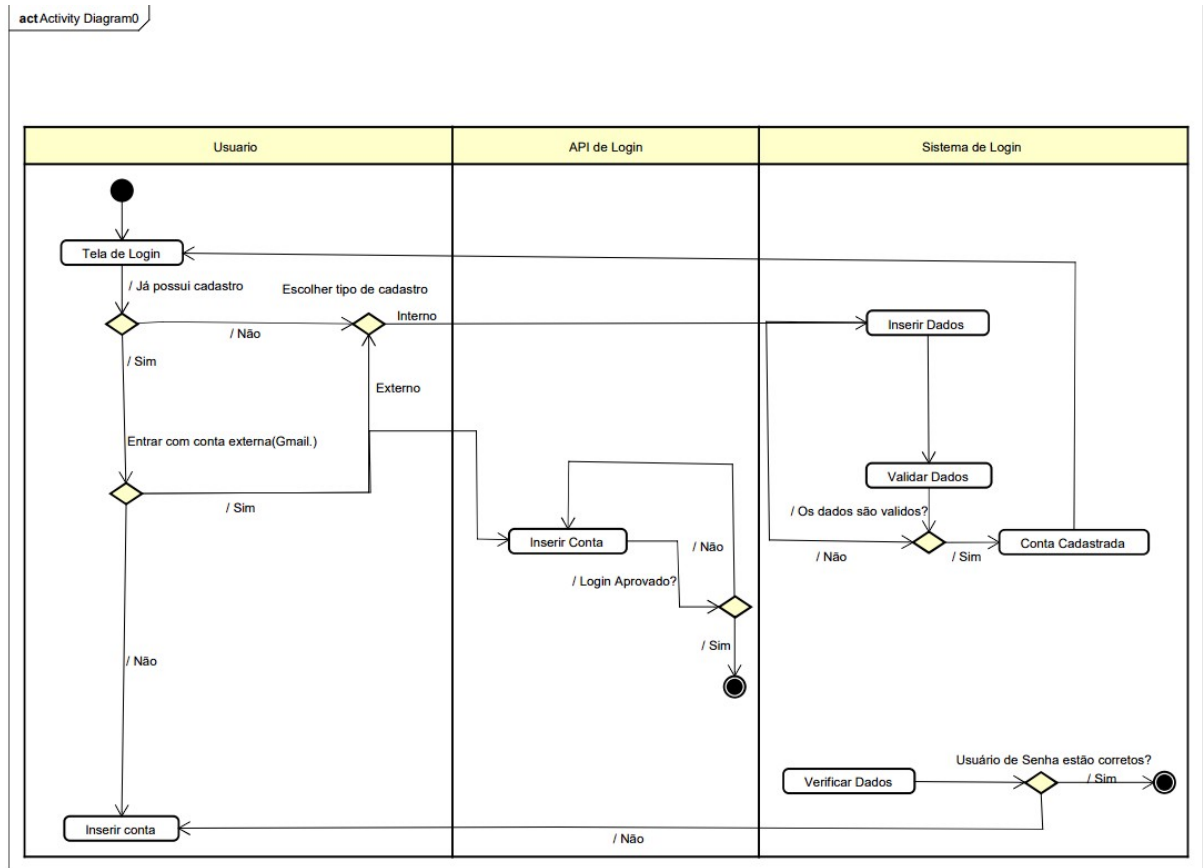 act Activity Diagram0
Usuario
API de Login
Sistema de Login
Tela de Login
/ Já possui cadastro
Escolher tipo de cadastro
/ Não
Interno
Inserir Dados
/ Sim
Externo
Entrar com conta externa(Gmail.)
/ Sim
Validar Dados
/ Os dados são validos?
Inserir Conta
/ Não
/ Não
/ Sim
Conta Cadastrada
/ Login Aprovado?
/ Sim
/ Não
Usuário de Senha estão corretos?
Verificar Dados
/ Sim
Inserir conta
/ Não